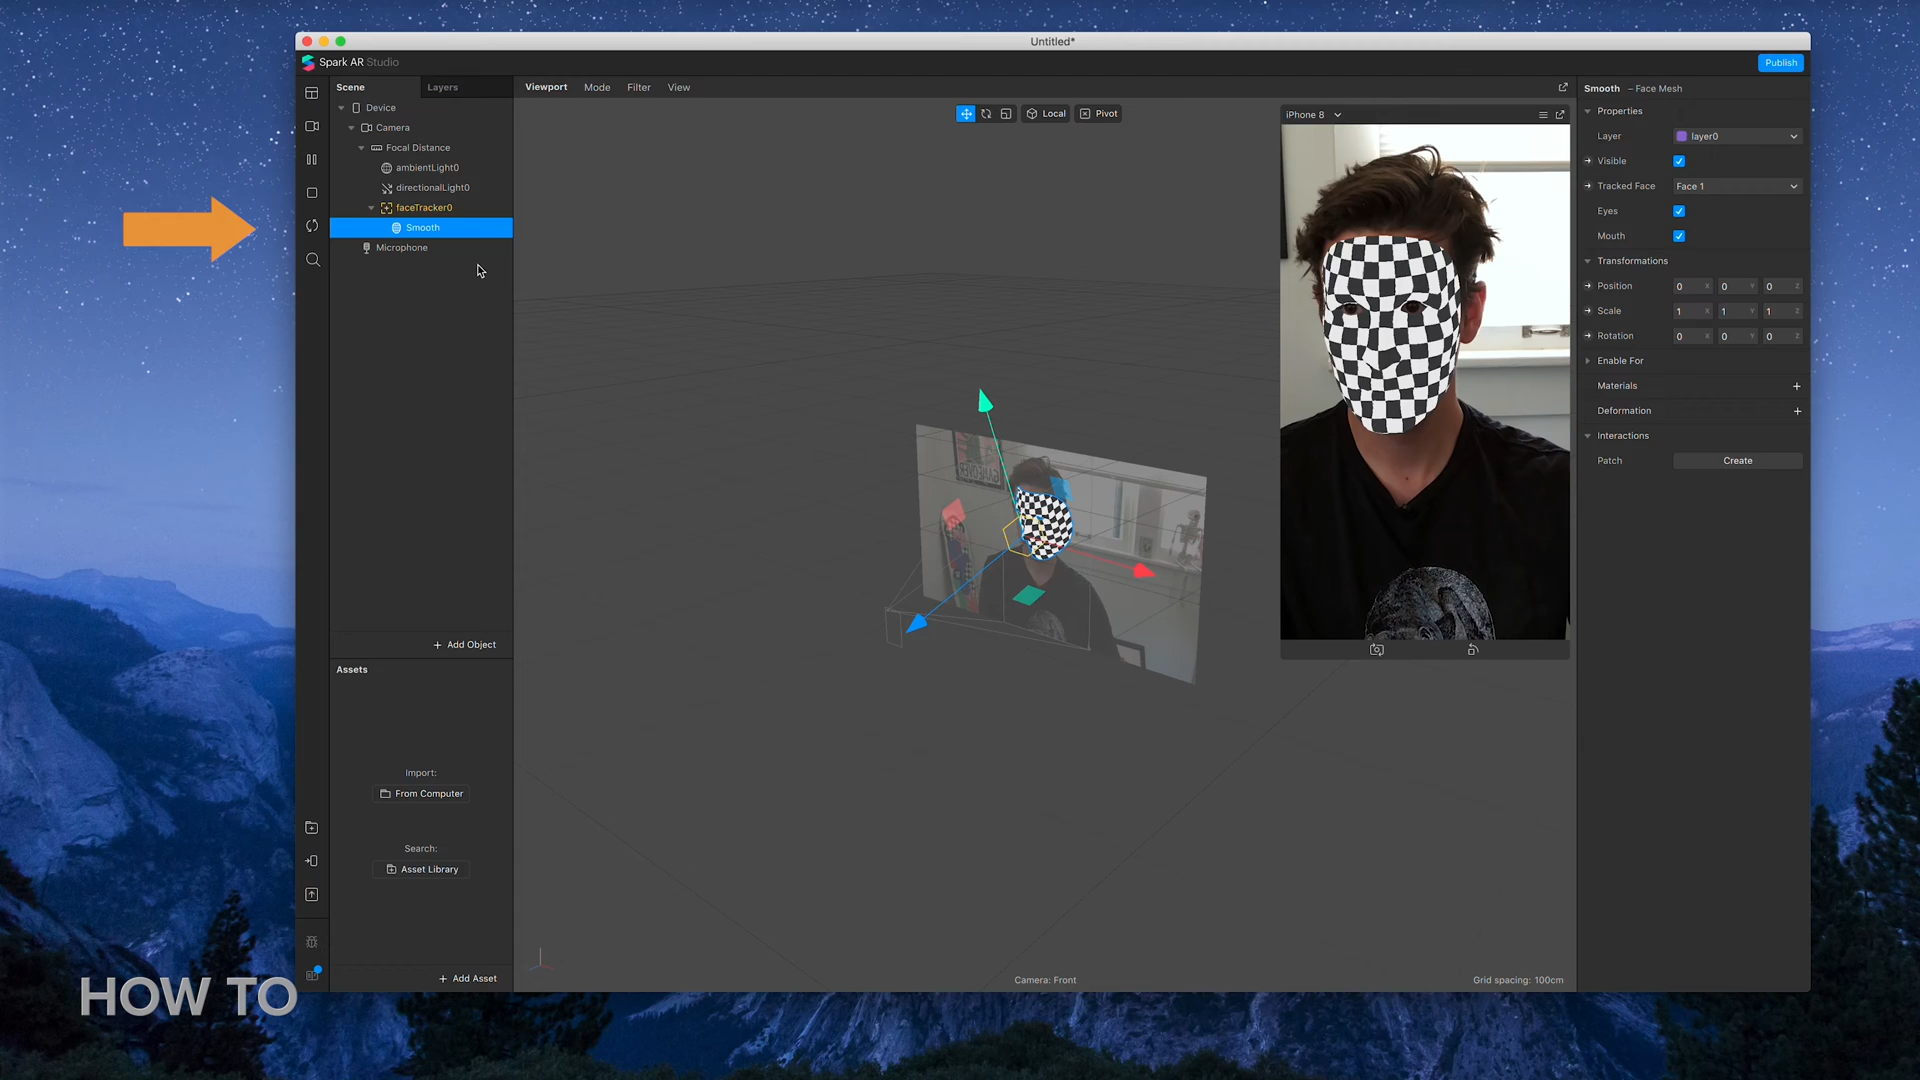 Untitled*
Spark AR Studio
Publish
Scene
Layers
Device
Camera
Focal Distance
ambientLight0
directionalLight0
faceTracker0
Smooth
Microphone
+ Add Object
Assets
Import:
From Computer
Search:
Asset Library
+ Add Asset
Viewport Mode Filter View
Local
Pivot
GAMEOVER
Camera: Front
Grid spacing: 100cm
iPhone 8
Smooth – Face Mesh
Properties
Layer layer0
Visible
Tracked Face Face 1
Eyes
Mouth
Transformations
Position 0 X 0 Y 0 Z
Scale 1 X 1 Y 1 Z
Rotation 0 X 0 Y 0 Z
Enable For
Materials +
Deformation +
Interactions
Patch Create
HOW TO